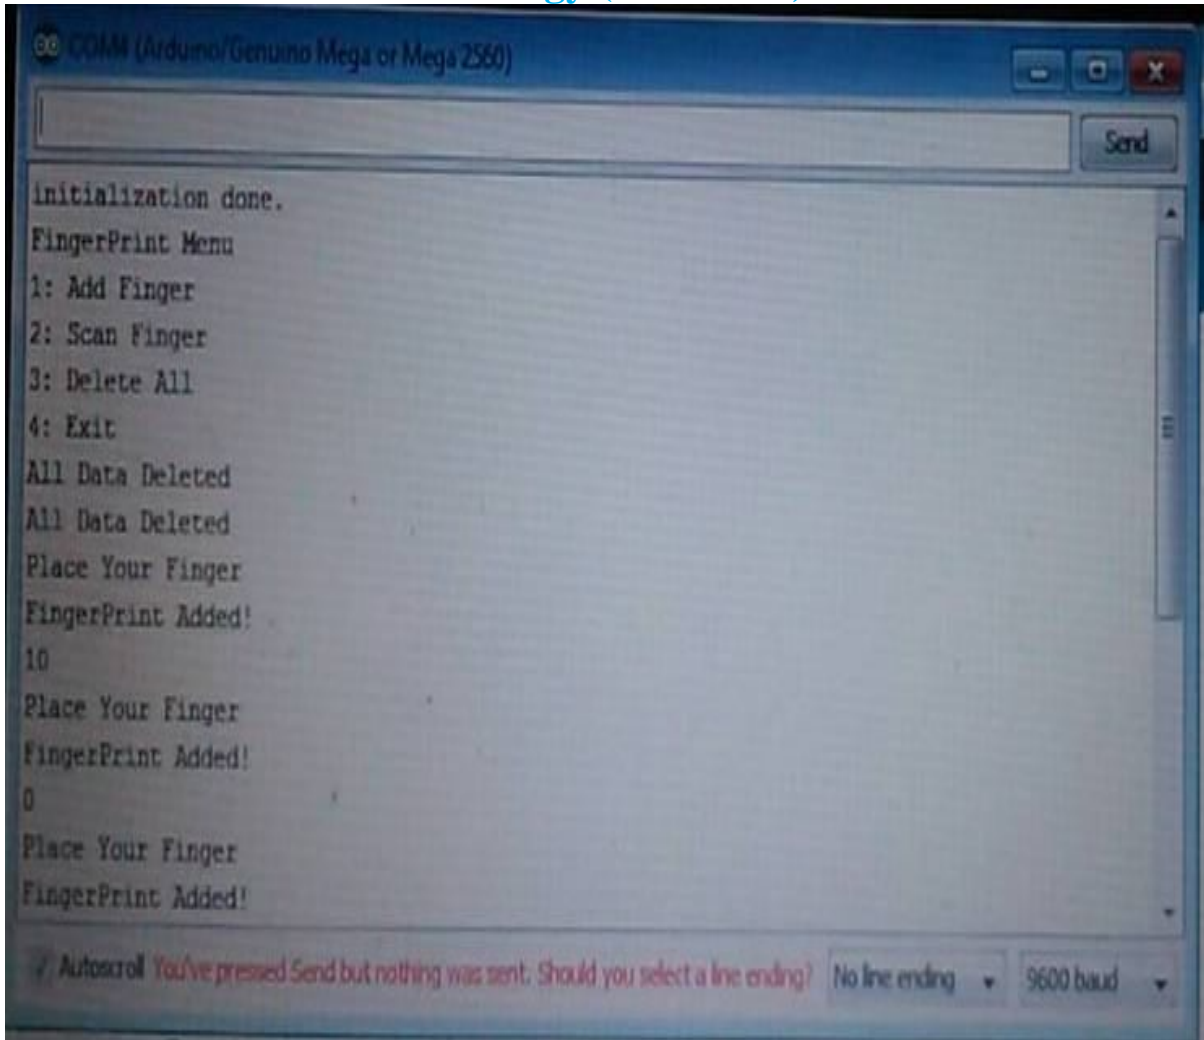 COM4 (Arduino/Genuino Mega or Mega 2560)
Send
initialization done.
FingerPrint Menu
1: Add Finger
2: Scan Finger
3: Delete All
4: Exit
All Data Deleted
All Data Deleted
Place Your Finger
FingerPrint Added!
10
Place Your Finger
FingerPrint Added!
0
Place Your Finger
FingerPrint Added!
Autoscroll You've pressed Send but nothing was sent. Should you select a line ending? No line ending 9600 baud